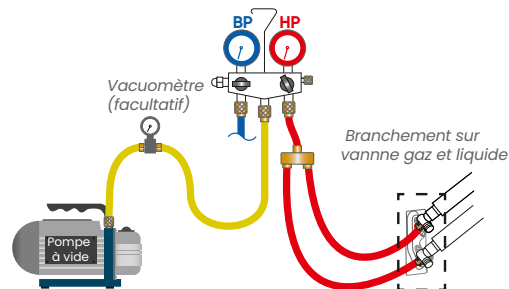 BP HP
Vacuomètre
(facultatif)
Branchement sur
vannne gaz et liquide
Pompe
à vide